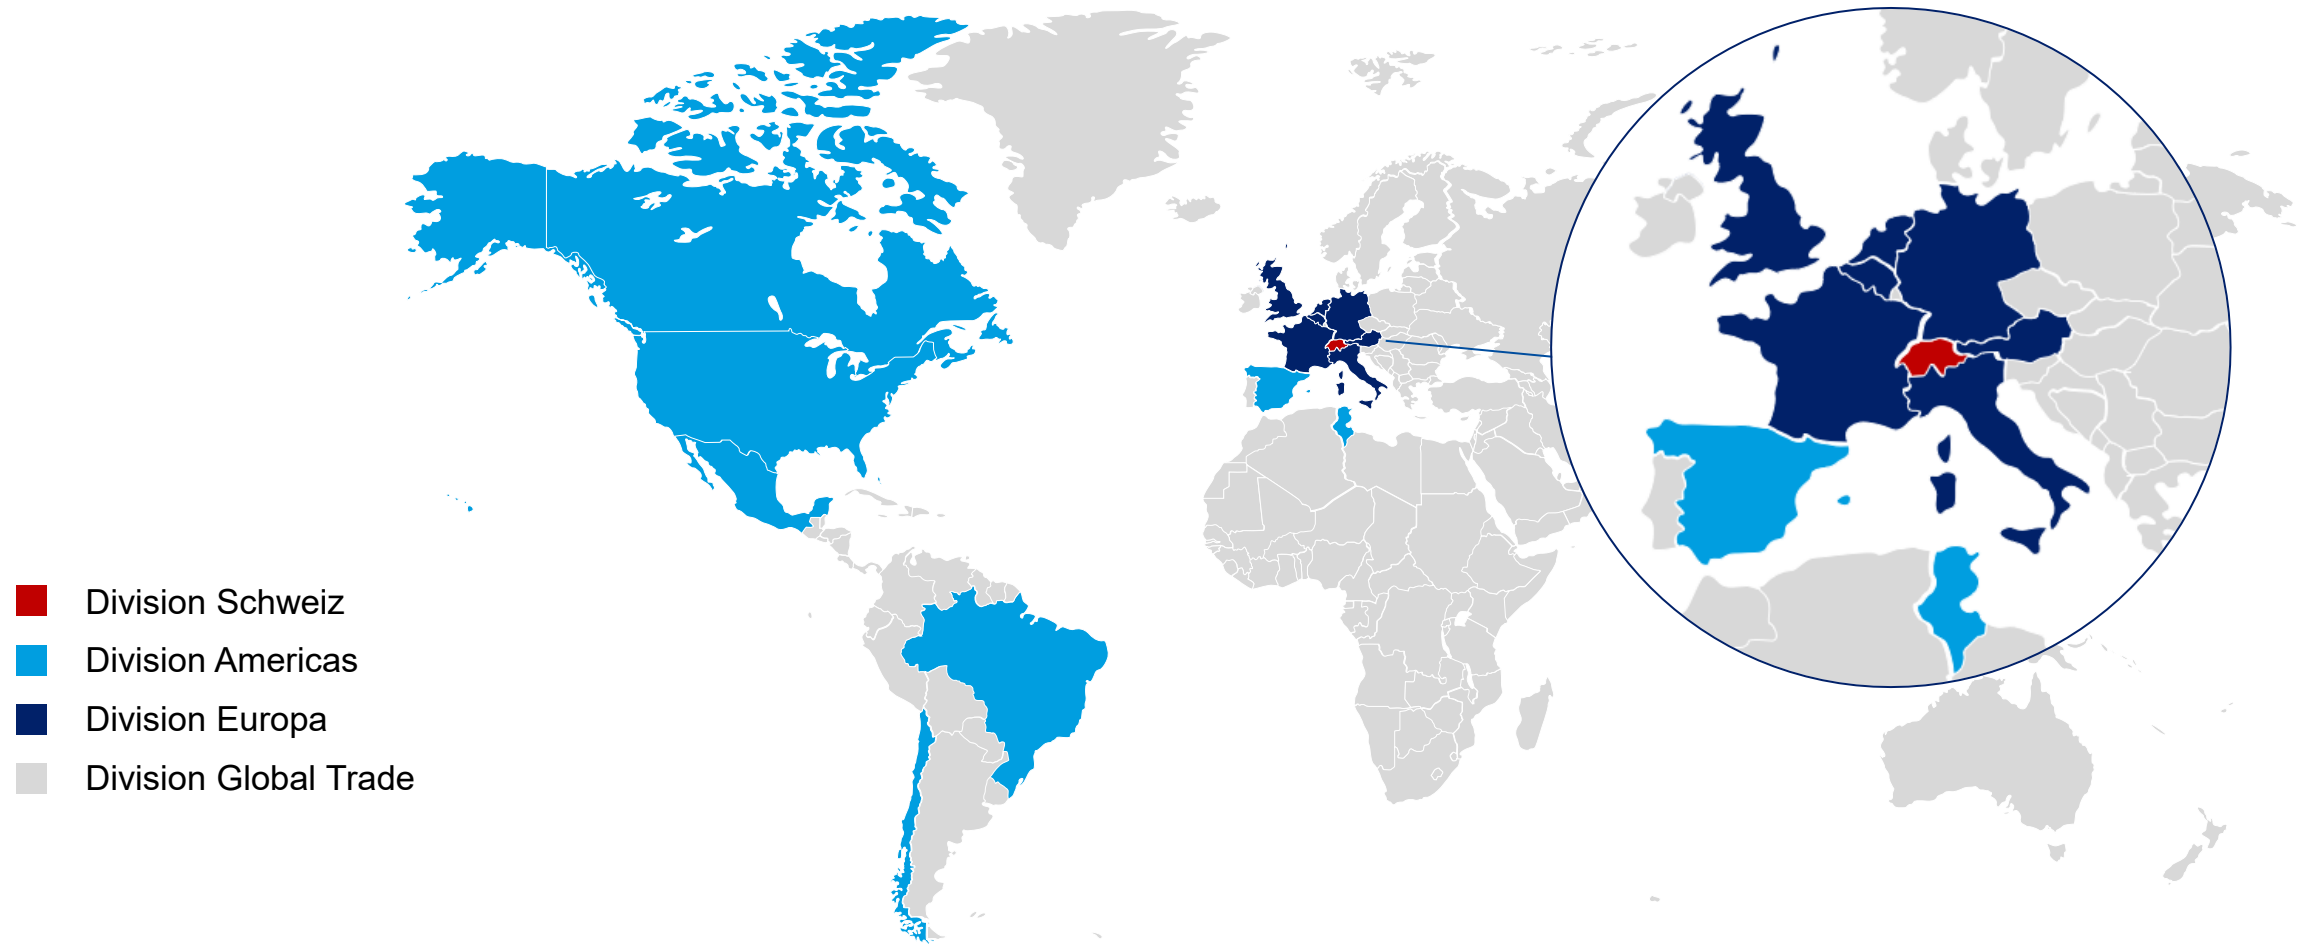 Division Schweiz
Division Americas
Division Europa
Division Global Trade